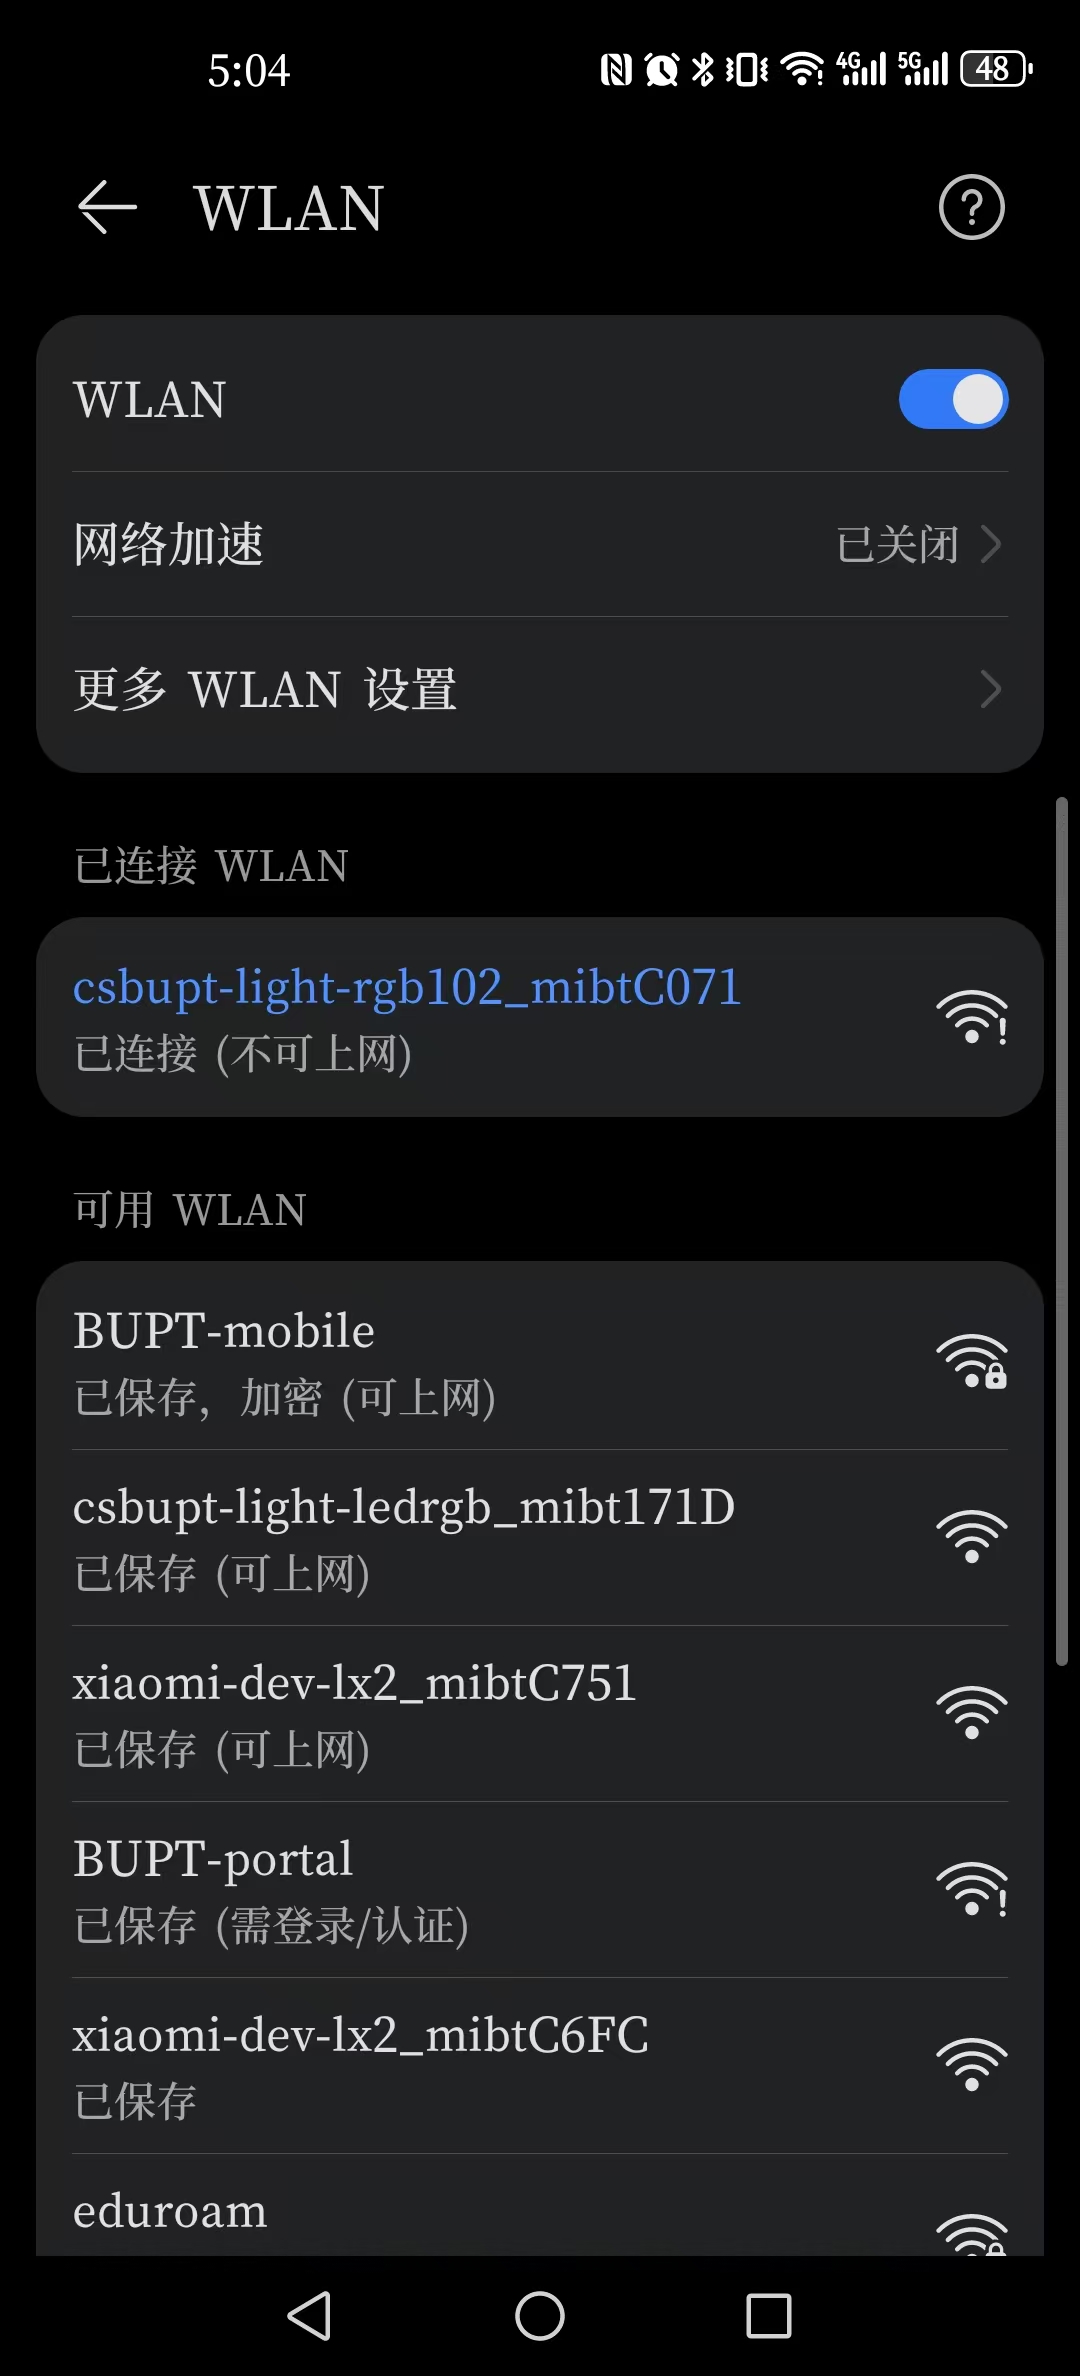 5:04
4G 5G 48
WLAN
WLAN
网络加速 已关闭
更多 WLAN 设置
已连接 WLAN
csbupt-light-rgb102_mibtC071
已连接 (不可上网)
可用 WLAN
BUPT-mobile
已保存，加密 (可上网)
csbupt-light-ledrgb_mibt171D
已保存 (可上网)
xiaomi-dev-lx2_mibtC751
已保存 (可上网)
BUPT-portal
已保存 (需登录/认证)
xiaomi-dev-lx2_mibtC6FC
已保存
eduroam